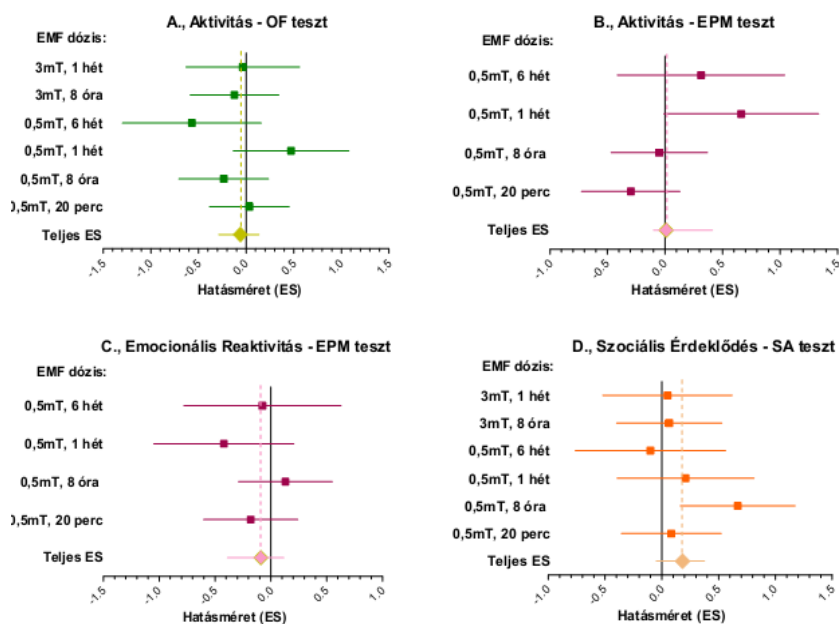 A., Aktivitás - OF teszt
EMF dózis:
3mT, 1 hét
3mT, 8 óra
0,5mT, 6 hét
0,5mT, 1 hét
0,5mT, 8 óra
0,5mT, 20 perc
Teljes ES
-1.5 -1.0 -0.5 0.0 0.5 1.0 1.5
Hatásméret (ES)
B., Aktivitás - EPM teszt
EMF dózis:
0,5mT, 6 hét
0,5mT, 1 hét
0,5mT, 8 óra
0,5mT, 20 perc
Teljes ES
-1.0 -0.5 0.0 0.5 1.0 1.5
Hatásméret (ES)
C., Emocionális Reaktivitás - EPM teszt
EMF dózis:
0,5mT, 6 hét
0,5mT, 1 hét
0,5mT, 8 óra
0,5mT, 20 perc
Teljes ES
-1.5 -1.0 -0.5 0.0 0.5 1.0
Hatásméret (ES)
D., Szociális Érdeklődés - SA teszt
EMF dózis:
3mT, 1 hét
3mT, 8 óra
0,5mT, 6 hét
0,5mT, 1 hét
0,5mT, 8 óra
0,5mT, 20 perc
Teljes ES
-1.0 -0.5 0.0 0.5 1.0 1.5
Hatásméret (ES)